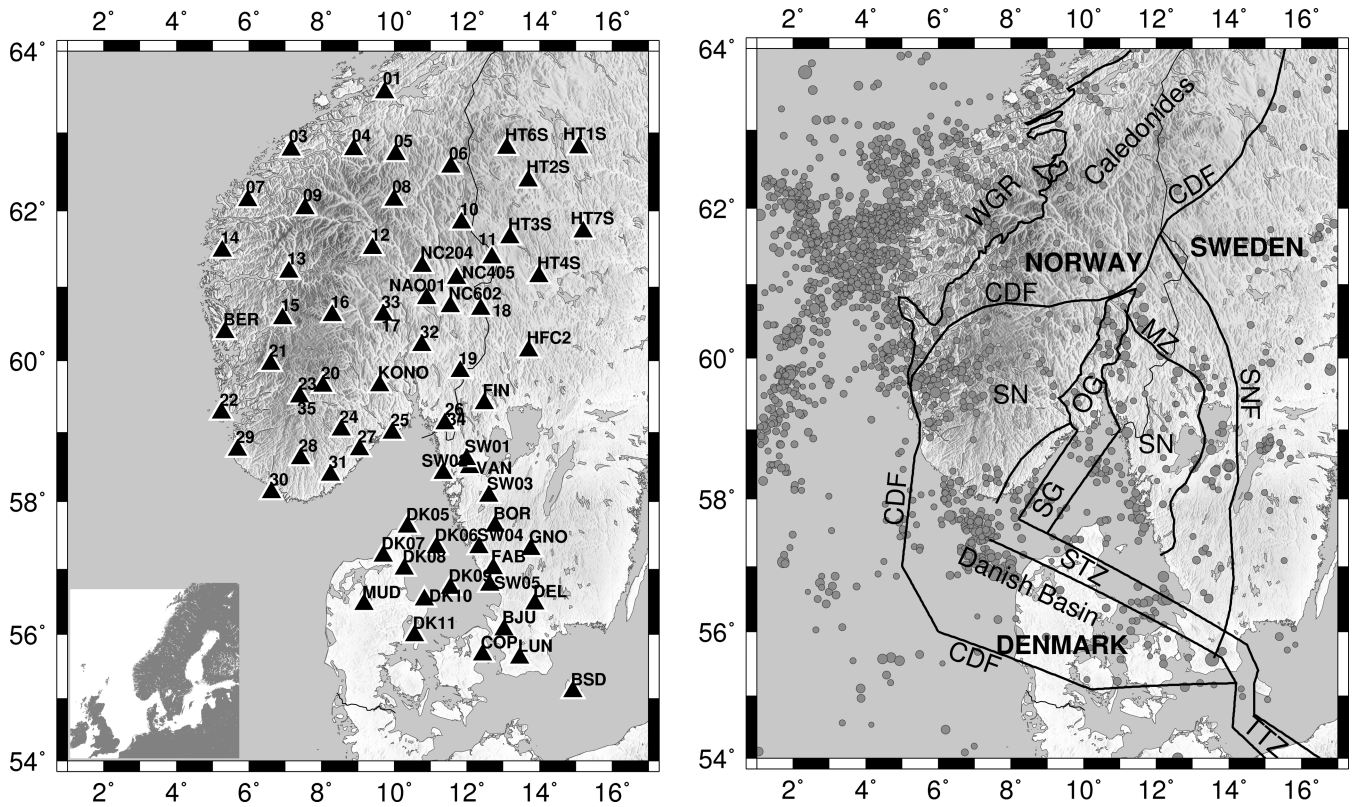 2° 4° 6° 8° 10° 12° 14° 16°
64°
62°
60°
58°
56°
54°
01
03
04
05
06
HT6S
HT1S
HT2S
07
09
08
10
HT3S
HT7S
14
12
11
13
NC204
NC405
HT4S
NAO01
NC602
15
16
33
17
18
BER
32
HFC2
21
19
20
23
35
KONO
FIN
22
24
25
26
34
29
28
27
SW01
31
SW02
VAN
30
SW03
DK05
BOR
DK07
DK06
SW04
GNO
DK08
FAB
DK09
SW05
MUD
DK10
DEL
DK11
BJU
COP
LUN
BSD
2° 4° 6° 8° 10° 12° 14° 16°
2° 4° 6° 8° 10° 12° 14° 16°
64°
62°
60°
58°
56°
54°
Caledonides
WGR
CDF
SWEDEN
NORWAY
CDF
MZ
SN
OG
SNF
SN
CDF
SG
STZ
Danish Basin
DENMARK
CDF
TTZ
2° 4° 6° 8° 10° 12° 14° 16°